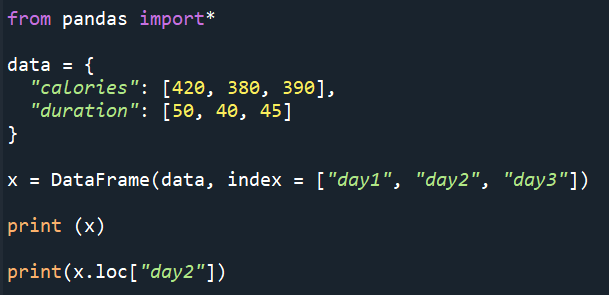 from pandas import*
data = {
"calories": [420, 380, 390],
"duration": [50, 40, 45]
}
x = DataFrame(data, index = ["day1", "day2", "day3"])
print (x)
print(x.loc["day2"])